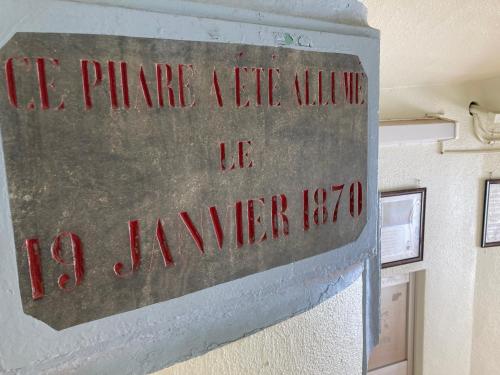 CE PHARE A ÉTÉ ALLUMÉ
LE
19 JANVIER 1870